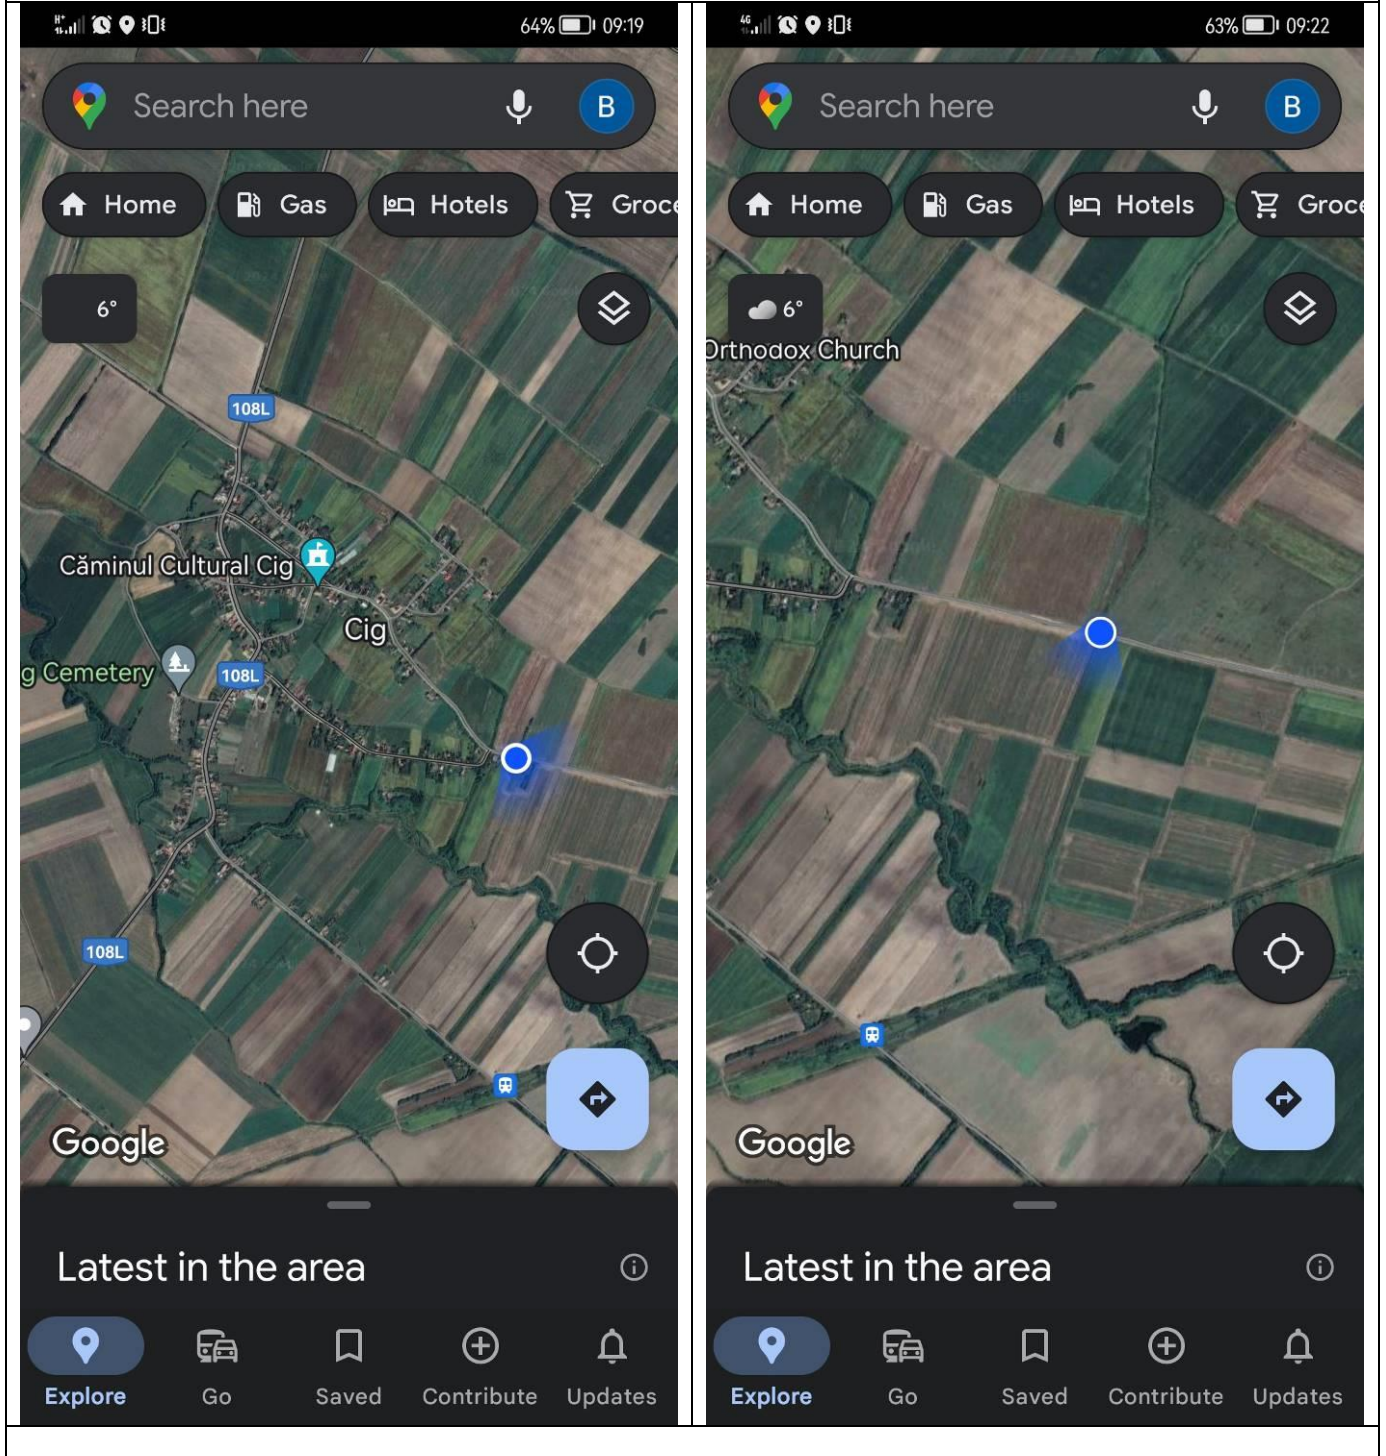 H+
64% 09:19
Search here
B
Home
Gas
Hotels
Groce
6°
108L
Căminul Cultural Cig
Cig
g Cemetery
108L
108L
Google
Latest in the area
Explore
Go
Saved
Contribute
Updates
4G
63% 09:22
Search here
B
Home
Gas
Hotels
Groce
6°
Orthodox Church
Google
Latest in the area
Explore
Go
Saved
Contribute
Updates